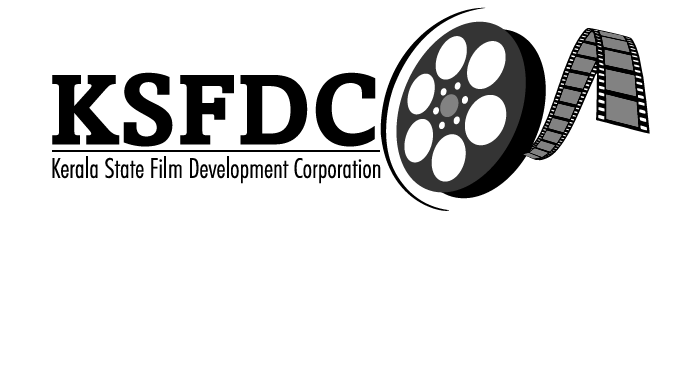 KSFDC
Kerala State Film Development Corporation